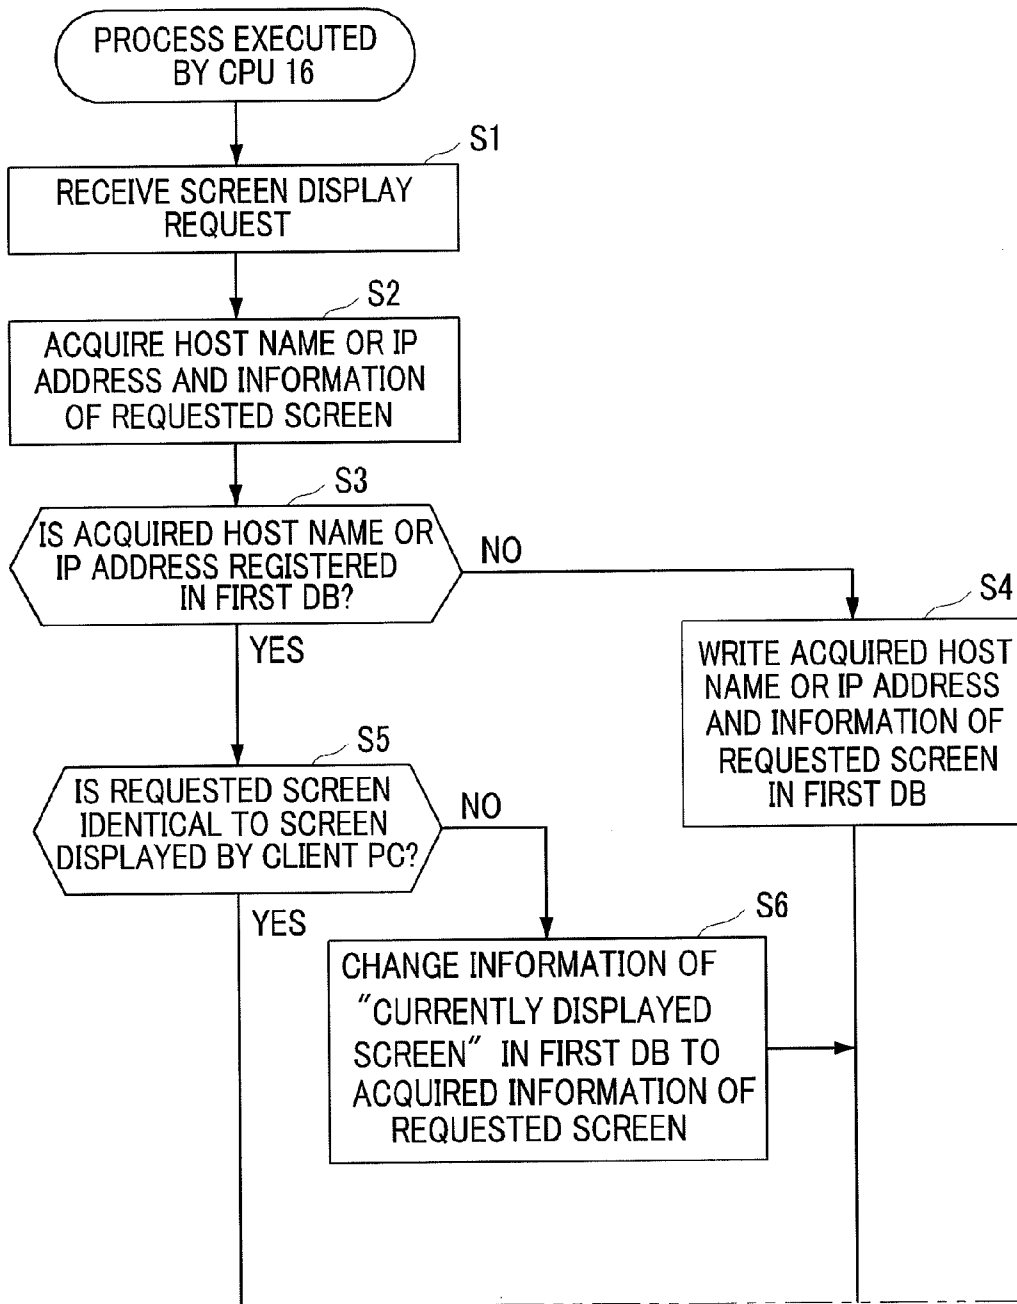 PROCESS EXECUTED
BY CPU 16
S1
RECEIVE SCREEN DISPLAY
REQUEST
S2
ACQUIRE HOST NAME OR IP
ADDRESS AND INFORMATION
OF REQUESTED SCREEN
S3
IS ACQUIRED HOST NAME OR
IP ADDRESS REGISTERED
IN FIRST DB?
NO
YES
S4
WRITE ACQUIRED HOST
NAME OR IP ADDRESS
AND INFORMATION OF
REQUESTED SCREEN
IN FIRST DB
S5
IS REQUESTED SCREEN
IDENTICAL TO SCREEN
DISPLAYED BY CLIENT PC?
NO
YES
S6
CHANGE INFORMATION OF
"CURRENTLY DISPLAYED
SCREEN" IN FIRST DB TO
ACQUIRED INFORMATION OF
REQUESTED SCREEN